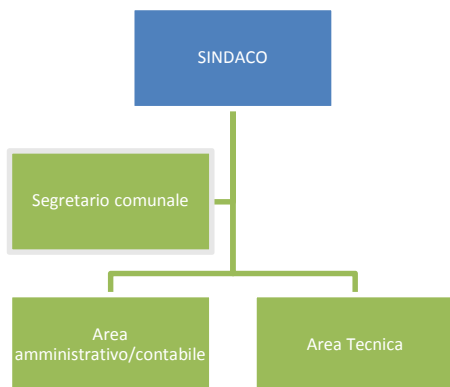 SINDACO
Segretario comunale
Area
amministrativo/contabile
Area Tecnica